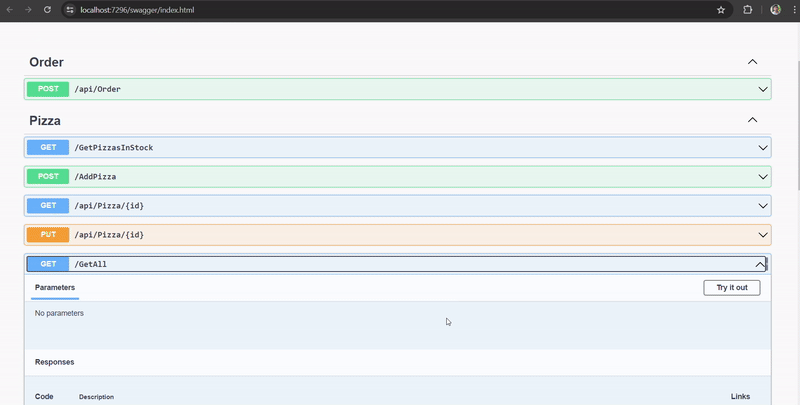 localhost:7296/swagger/index.html
Order
POST /api/Order
Pizza
GET /GetPizzasInStock
POST /AddPizza
GET /api/Pizza/{id}
PUT /api/Pizza/{id}
GET /GetAll
Parameters Try it out
No parameters
Responses
Code Description Links